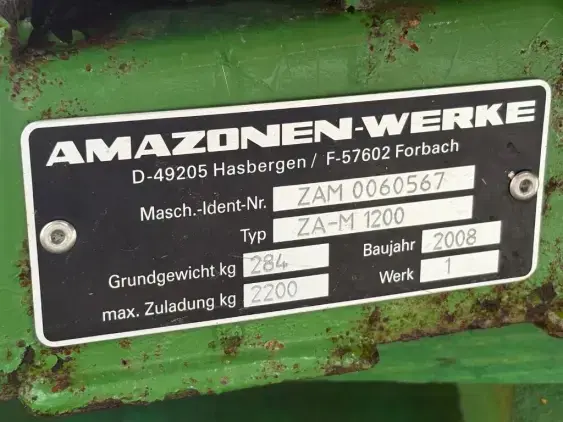 AMAZONEN-WERKE
D-49205 Hasbergen / F-57602 Forbach
Masch.-Ident-Nr. ZAM 0060567
Typ ZA-M 1200
Grundgewicht kg 284 Baujahr 2008
max. Zuladung kg 2200 Werk 1